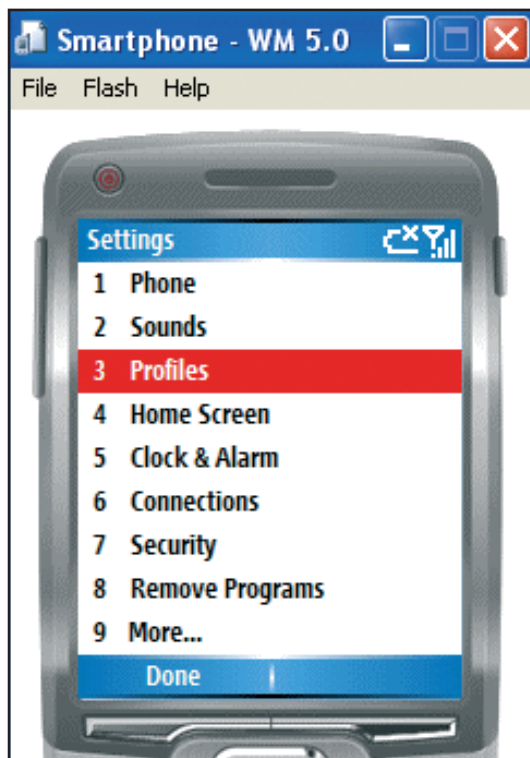 Smartphone - WM 5.0
File Flash Help
Settings
1 Phone
2 Sounds
3 Profiles
4 Home Screen
5 Clock & Alarm
6 Connections
7 Security
8 Remove Programs
9 More...
Done